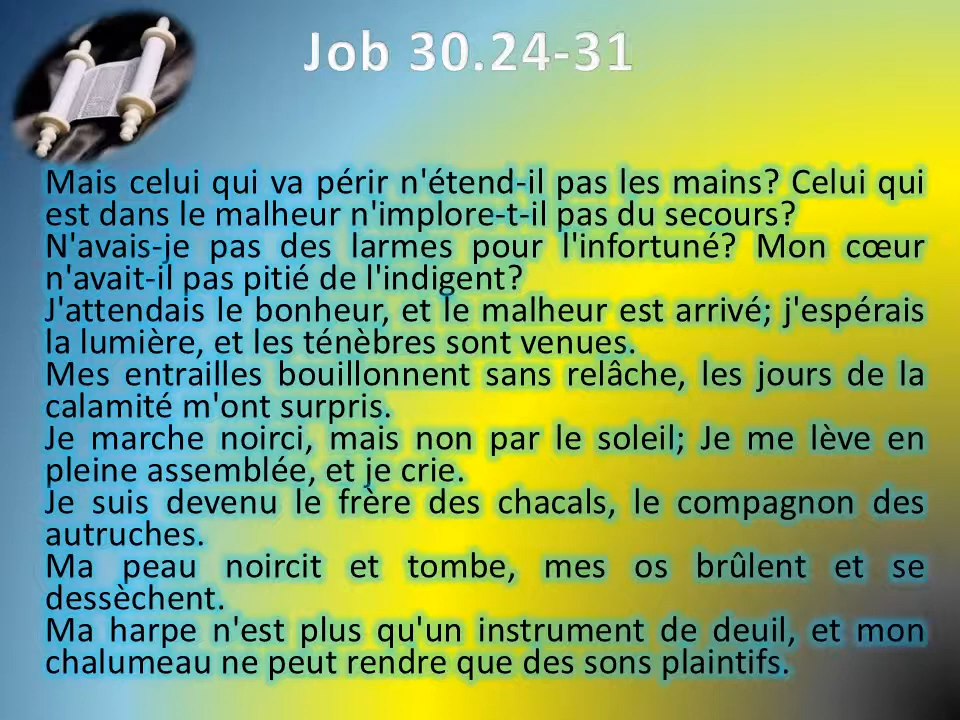 Job 30.24-31
Mais celui qui va périr n'étend-il pas les mains? Celui qui
est dans le malheur n'implore-t-il pas du secours?
N'avais-je pas des larmes pour l'infortuné? Mon cœur
n'avait-il pas pitié de l'indigent?
J'attendais le bonheur, et le malheur est arrivé; j'espérais
la lumière, et les ténèbres sont venues.
Mes entrailles bouillonnent sans relâche, les jours de la
calamité m'ont surpris.
Je marche noirci, mais non par le soleil; Je me lève en
pleine assemblée, et je crie.
Je suis devenu le frère des chacals, le compagnon des
autruches.
Ma peau noircit et tombe, mes os brûlent et se
dessèchent.
Ma harpe n'est plus qu'un instrument de deuil, et mon
chalumeau ne peut rendre que des sons plaintifs.